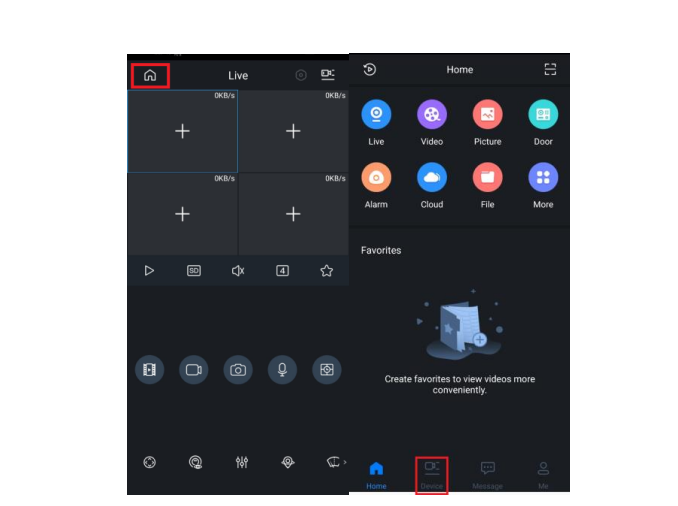 Live
0KB/s
0KB/s
0KB/s
0KB/s
SD
4
Home
Live
Video
Picture
Door
Alarm
Cloud
File
More
Favorites
Create favorites to view videos more
conveniently.
Home
Device
Message
Me